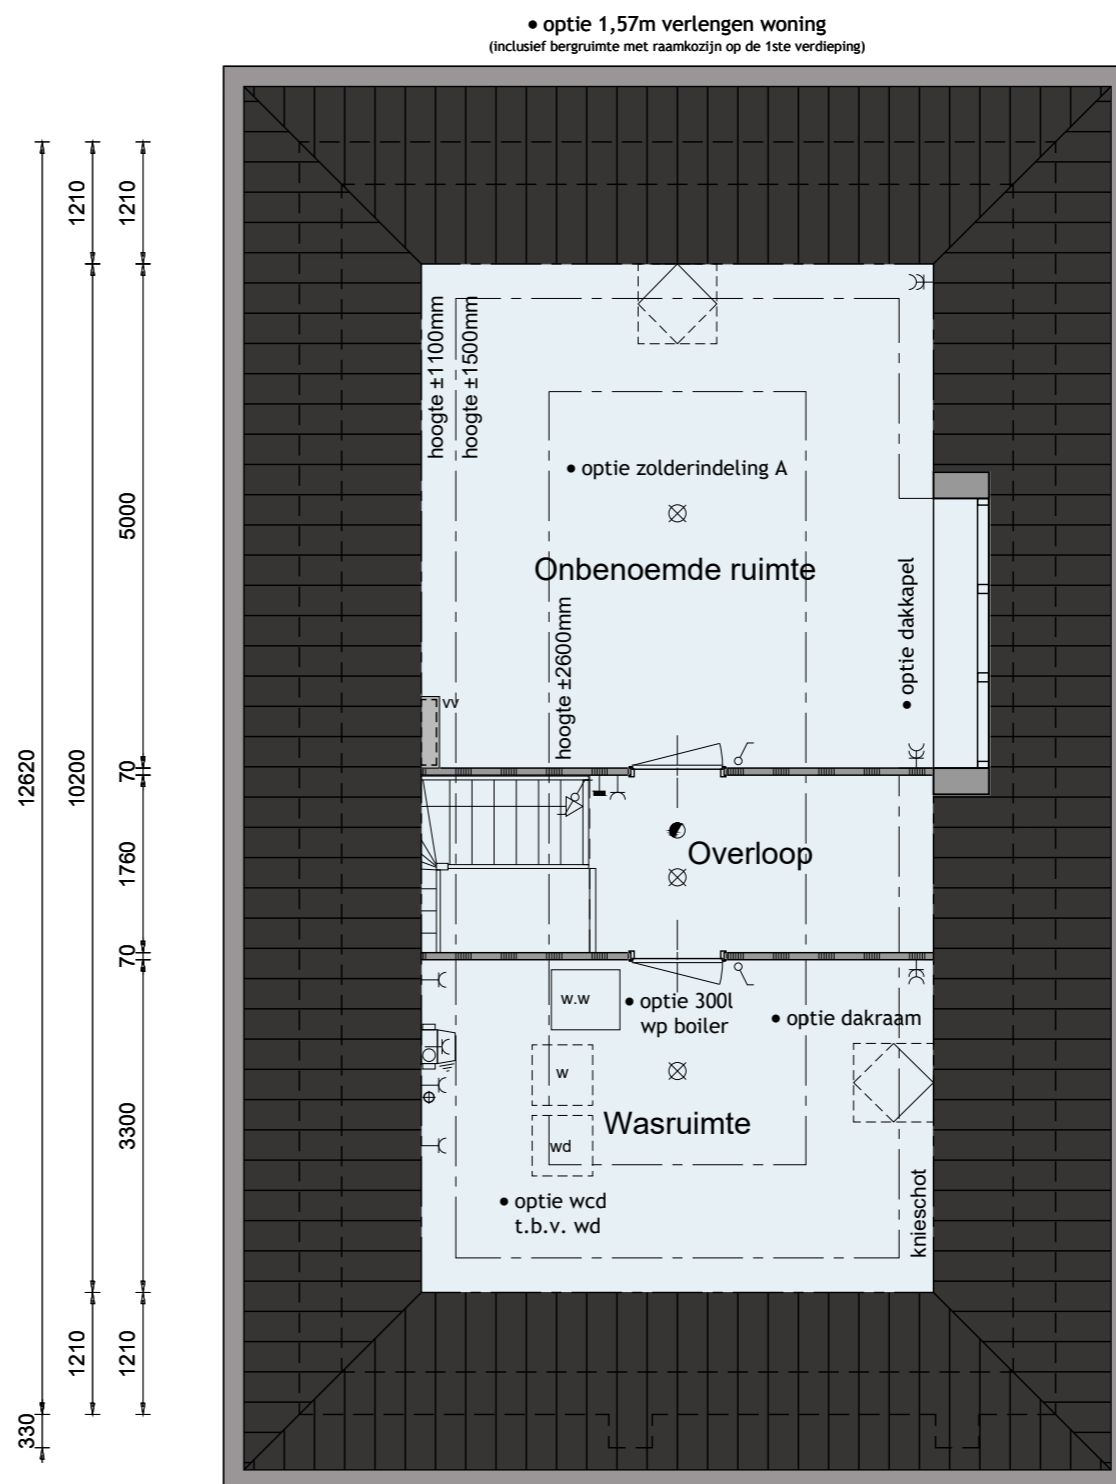 • optie 1,57m verlengen woning
(inclusief bergruimte met raamkozijn op de 1ste verdieping)
1210
1210
hoogte ±1100mm
hoogte ±1500mm
• optie zolderindeling A
5000
Onbenoemde ruimte
• optie dakkapel
hoogte ±2600mm
vv
12620
10200
70
1760
Overloop
70
w.w
• optie 300l
wp boiler
• optie dakraam
w
3300
Wasruimte
wd
knieschot
• optie wcd
t.b.v. wd
1210
1210
330